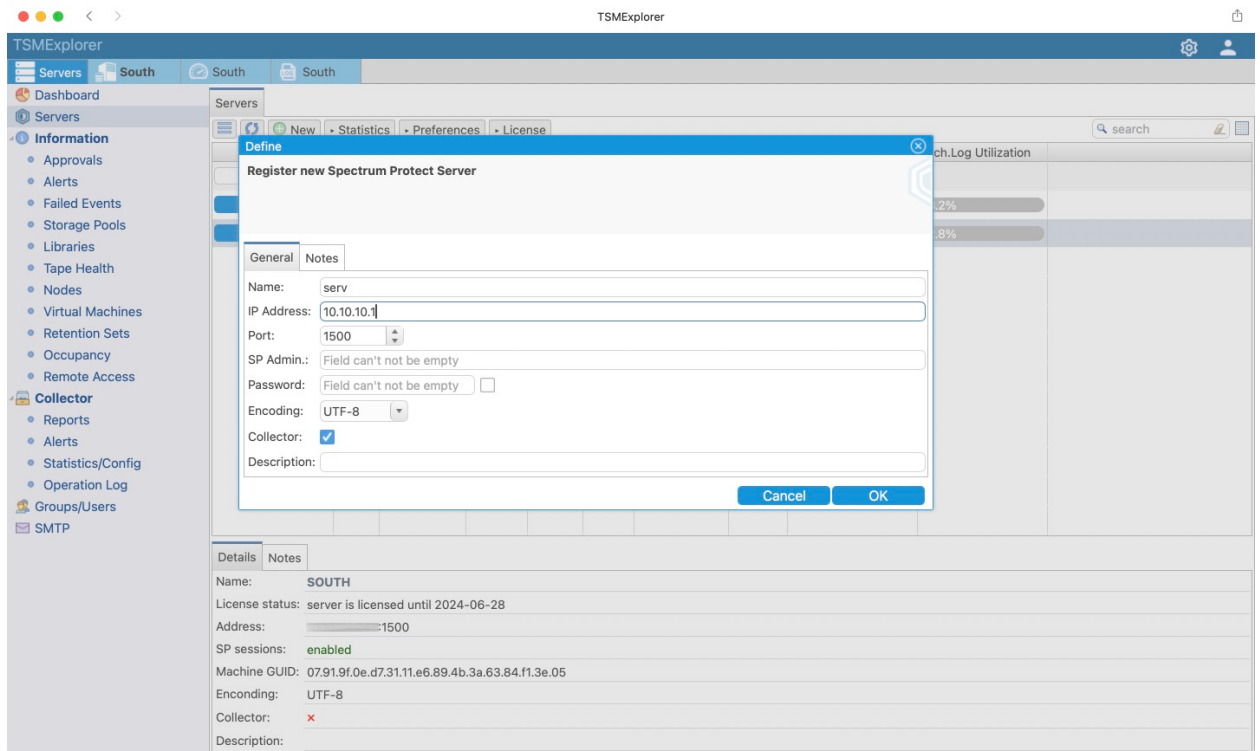 TSMExplorer
TSMExplorer
Servers South South South
Dashboard
Servers
Information
Approvals
Alerts
Failed Events
Storage Pools
Libraries
Tape Health
Nodes
Virtual Machines
Retention Sets
Occupancy
Remote Access
Collector
Reports
Alerts
Statistics/Config
Operation Log
Groups/Users
SMTP
Servers
New Statistics Preferences License search
ch.Log Utilization
.2%
.8%
Define
Register new Spectrum Protect Server
General Notes
Name: serv
IP Address: 10.10.10.1
Port: 1500
SP Admin.: Field can't not be empty
Password: Field can't not be empty
Encoding: UTF-8
Collector:
Description:
Cancel OK
Details Notes
Name: SOUTH
License status: server is licensed until 2024-06-28
Address: :1500
SP sessions: enabled
Machine GUID: 07.91.9f.0e.d7.31.11.e6.89.4b.3a.63.84.f1.3e.05
Enconding: UTF-8
Collector: ×
Description: